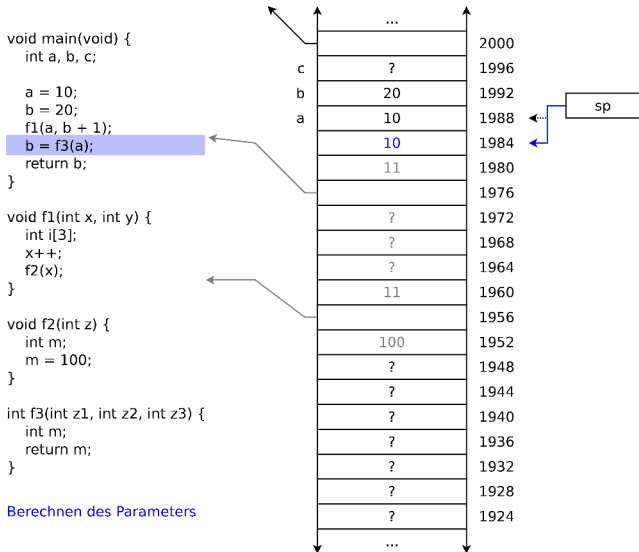 void main(void) {
int a, b, c;
a = 10;
b = 20;
f1(a, b + 1);
b = f3(a);
return b;
}
void f1(int x, int y) {
int i[3];
x++;
f2(x);
}
void f2(int z) {
int m;
m = 100;
}
int f3(int z1, int z2, int z3) {
int m;
return m;
}
Berechnen des Parameters
...
2000
c ? 1996
b 20 1992
a 10 1988
sp
10 1984
11 1980
1976
? 1972
? 1968
? 1964
11 1960
1956
100 1952
? 1948
? 1944
? 1940
? 1936
? 1932
? 1928
? 1924
...